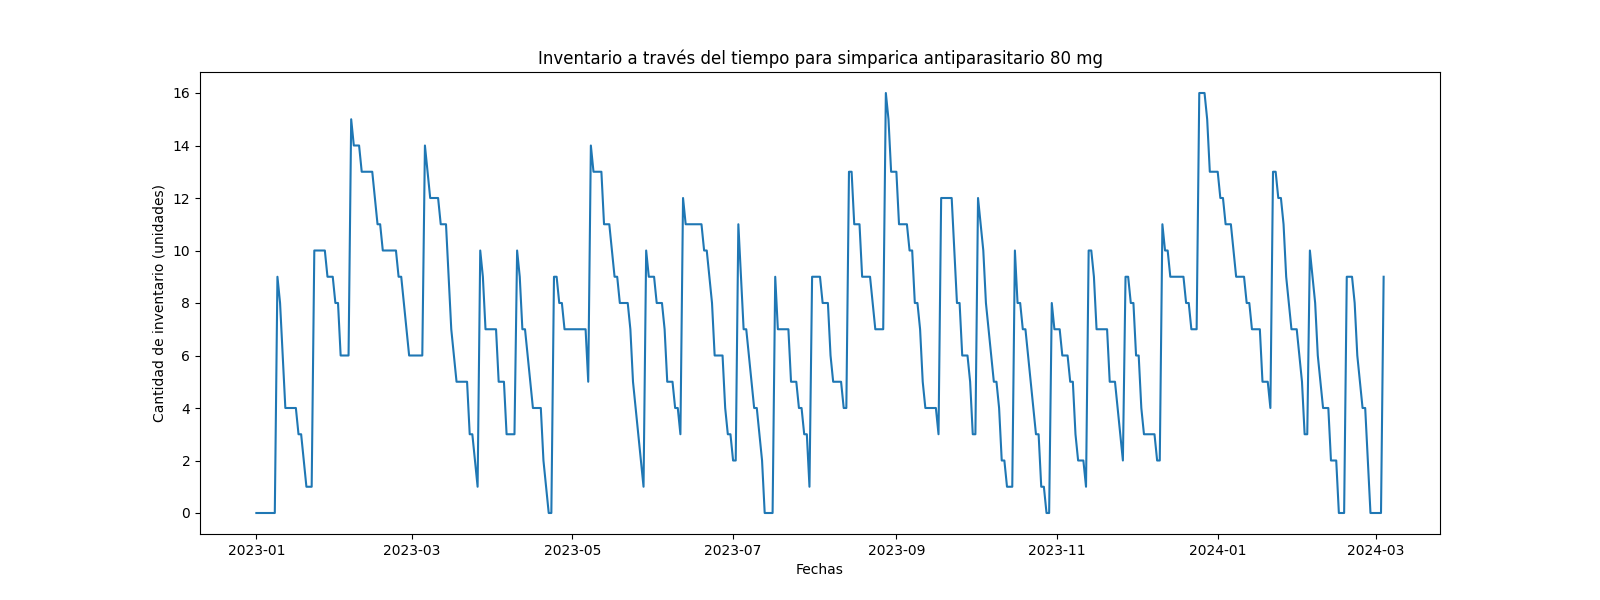 Inventario a través del tiempo para simparica antiparasitario 80 mg
Cantidad de inventario (unidades)
16
14
12
10
8
6
4
2
0
2023-01 2023-03 2023-05 2023-07 2023-09 2023-11 2024-01 2024-03
Fechas